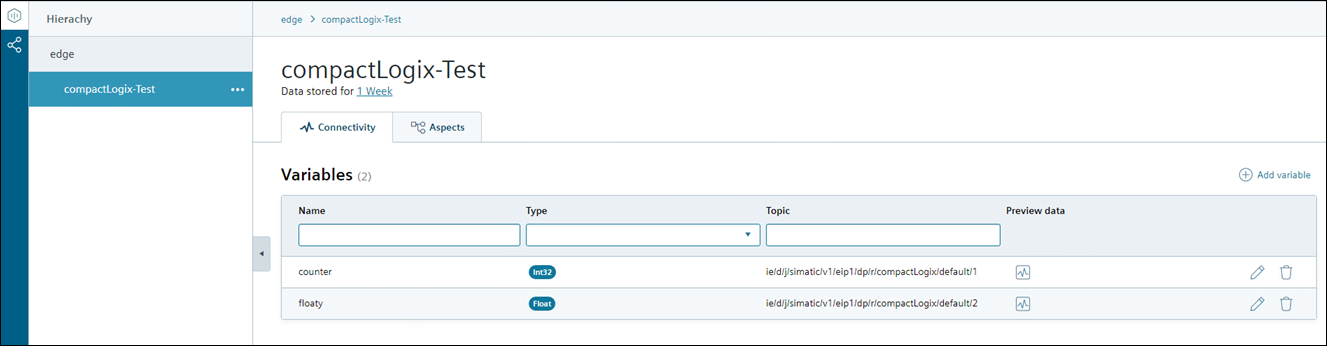 Hierachy
edge > compactLogix-Test
edge
compactLogix-Test
compactLogix-Test
Data stored for 1 Week
Connectivity Aspects
Variables (2) Add variable
Name Type Topic Preview data
counter Int32 ie/d/j/simatic/v1/eip1/dp/r/compactLogix/default/1
floaty Float ie/d/j/simatic/v1/eip1/dp/r/compactLogix/default/2